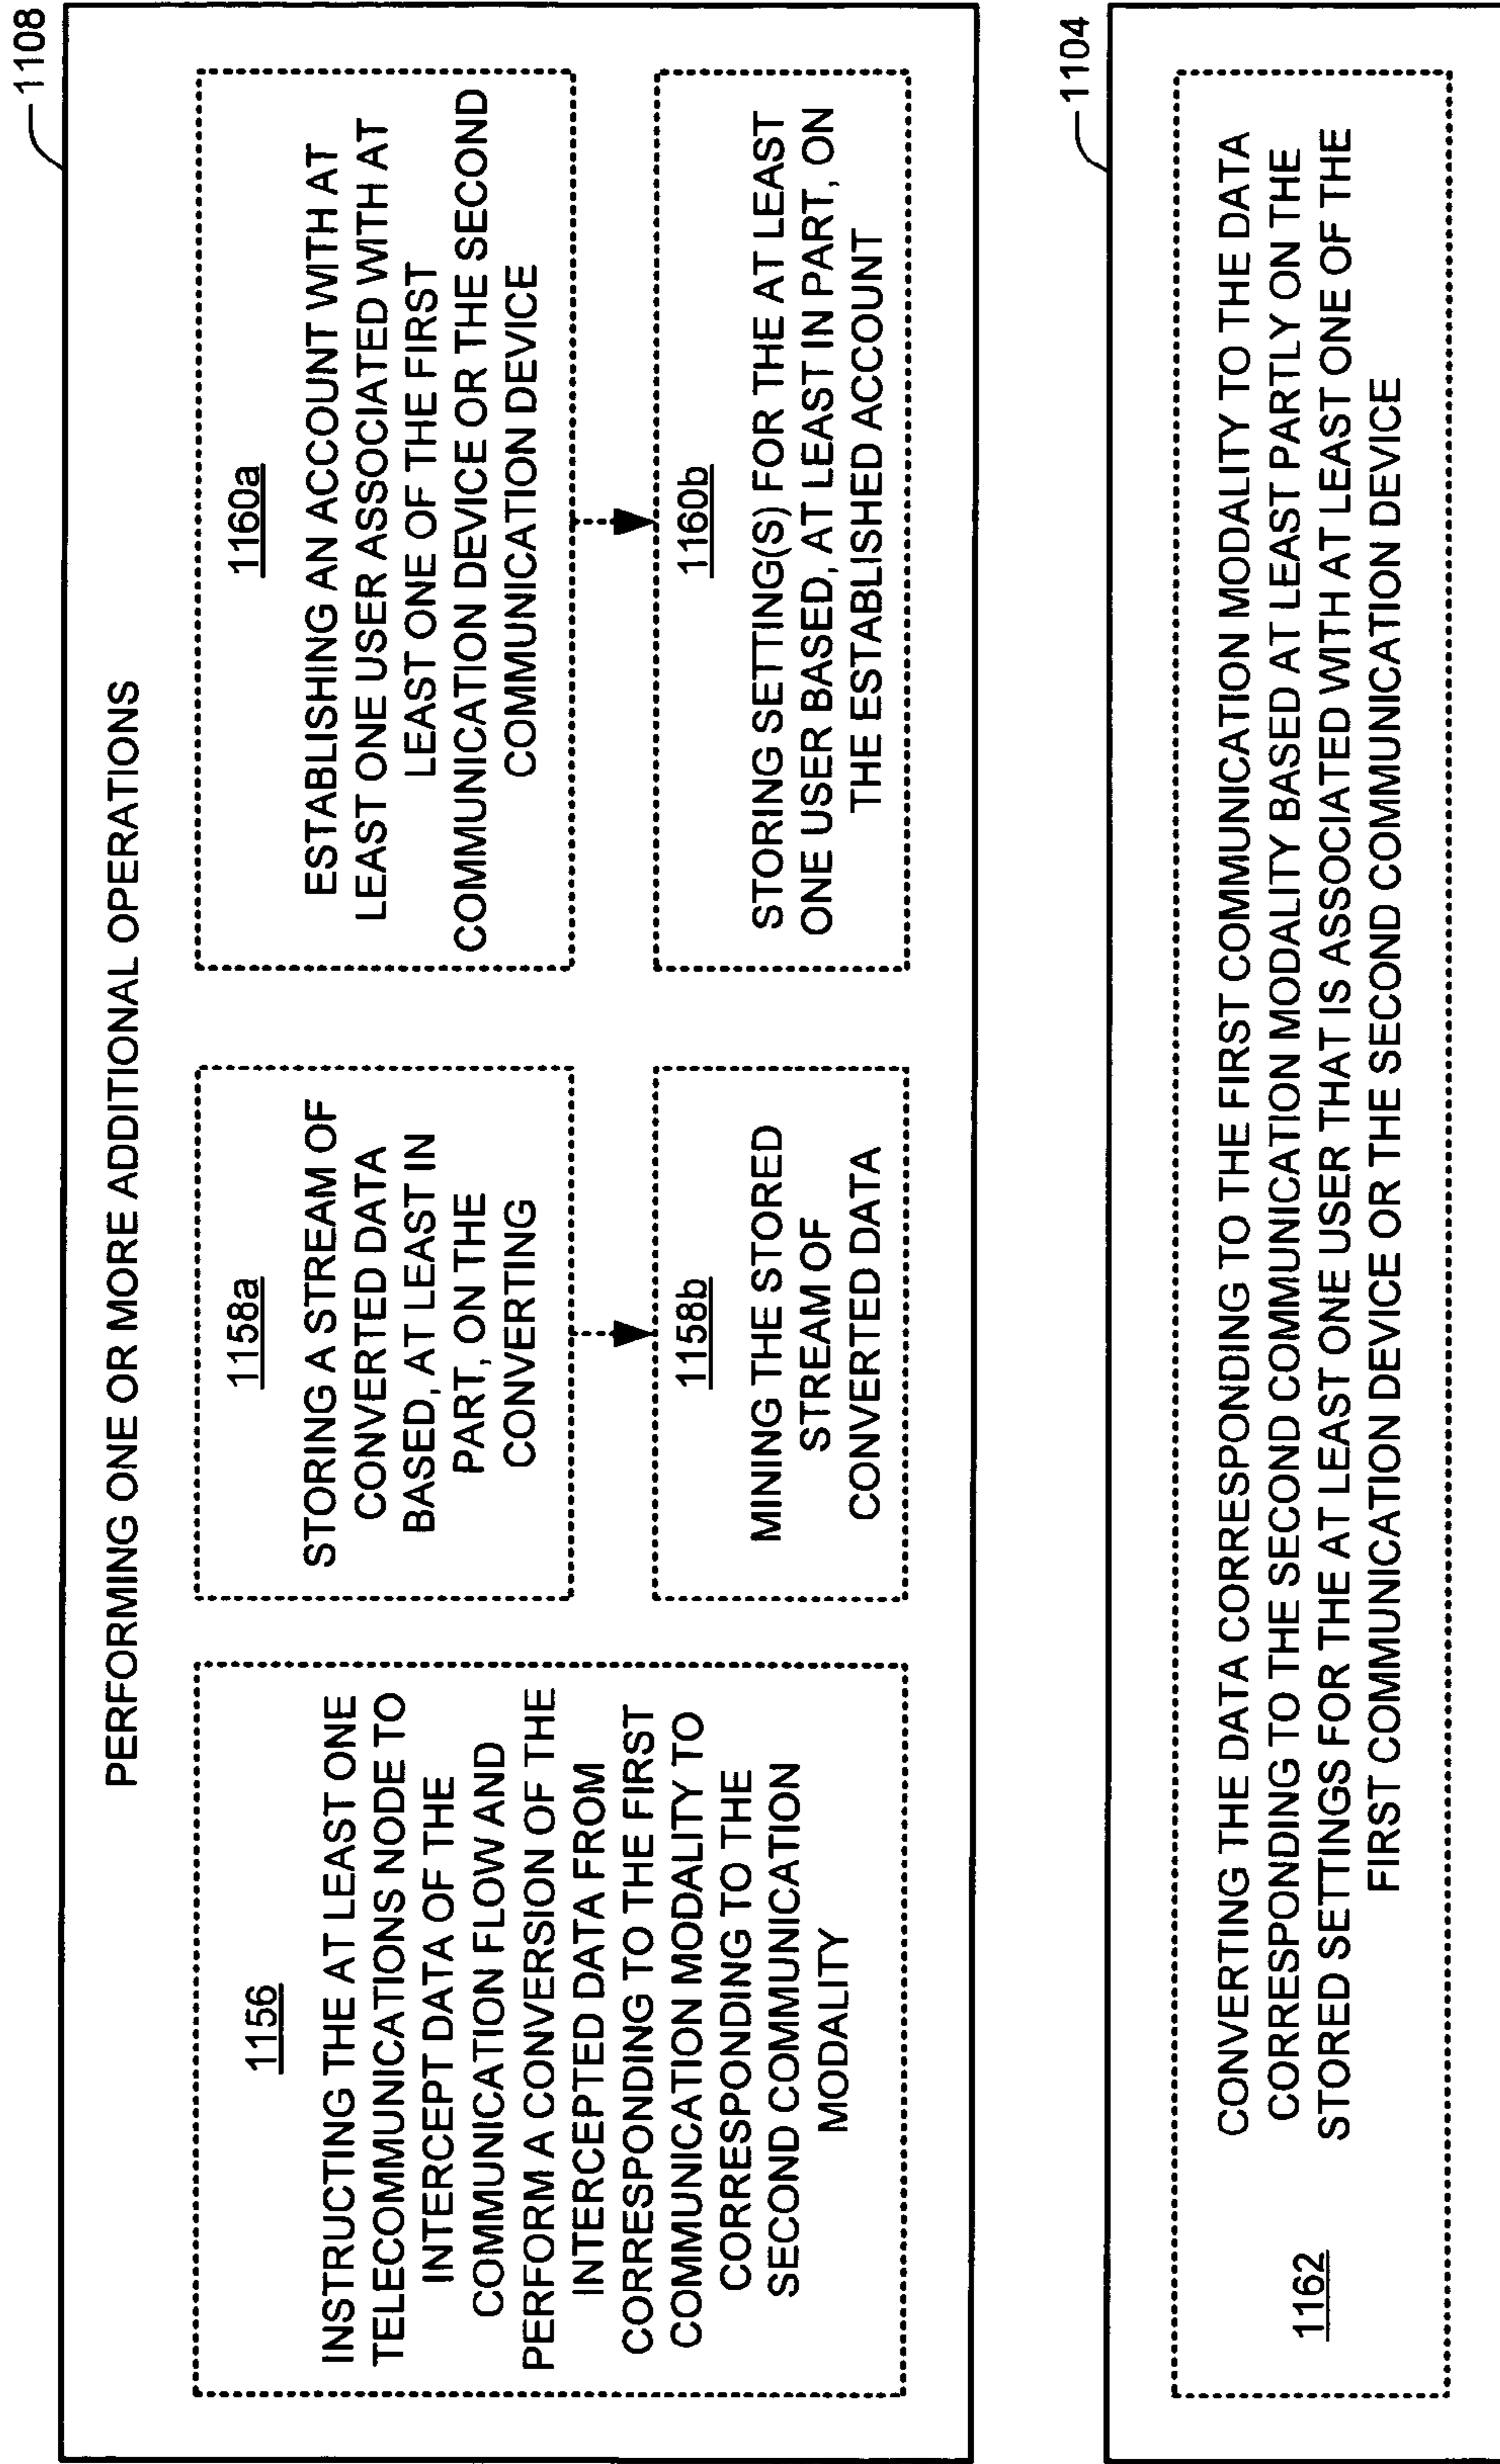 1108
PERFORMING ONE OR MORE ADDITIONAL OPERATIONS
1156
INSTRUCTING THE AT LEAST ONE
TELECOMMUNICATIONS NODE TO
INTERCEPT DATA OF THE
COMMUNICATION FLOW AND
PERFORM A CONVERSION OF THE
INTERCEPTED DATA FROM
CORRESPONDING TO THE FIRST
COMMUNICATION MODALITY TO
CORRESPONDING TO THE
SECOND COMMUNICATION
MODALITY
1158a
STORING A STREAM OF
CONVERTED DATA
BASED, AT LEAST IN
PART, ON THE
CONVERTING
1158b
MINING THE STORED
STREAM OF
CONVERTED DATA
1160a
ESTABLISHING AN ACCOUNT WITH AT
LEAST ONE USER ASSOCIATED WITH AT
LEAST ONE OF THE FIRST
COMMUNICATION DEVICE OR THE SECOND
COMMUNICATION DEVICE
1160b
STORING SETTING(S) FOR THE AT LEAST
ONE USER BASED, AT LEAST IN PART, ON
THE ESTABLISHED ACCOUNT
1104
1162
CONVERTING THE DATA CORRESPONDING TO THE FIRST COMMUNICATION MODALITY TO THE DATA
CORRESPONDING TO THE SECOND COMMUNICATION MODALITY BASED AT LEAST PARTLY ON THE
STORED SETTINGS FOR THE AT LEAST ONE USER THAT IS ASSOCIATED WITH AT LEAST ONE OF THE
FIRST COMMUNICATION DEVICE OR THE SECOND COMMUNICATION DEVICE